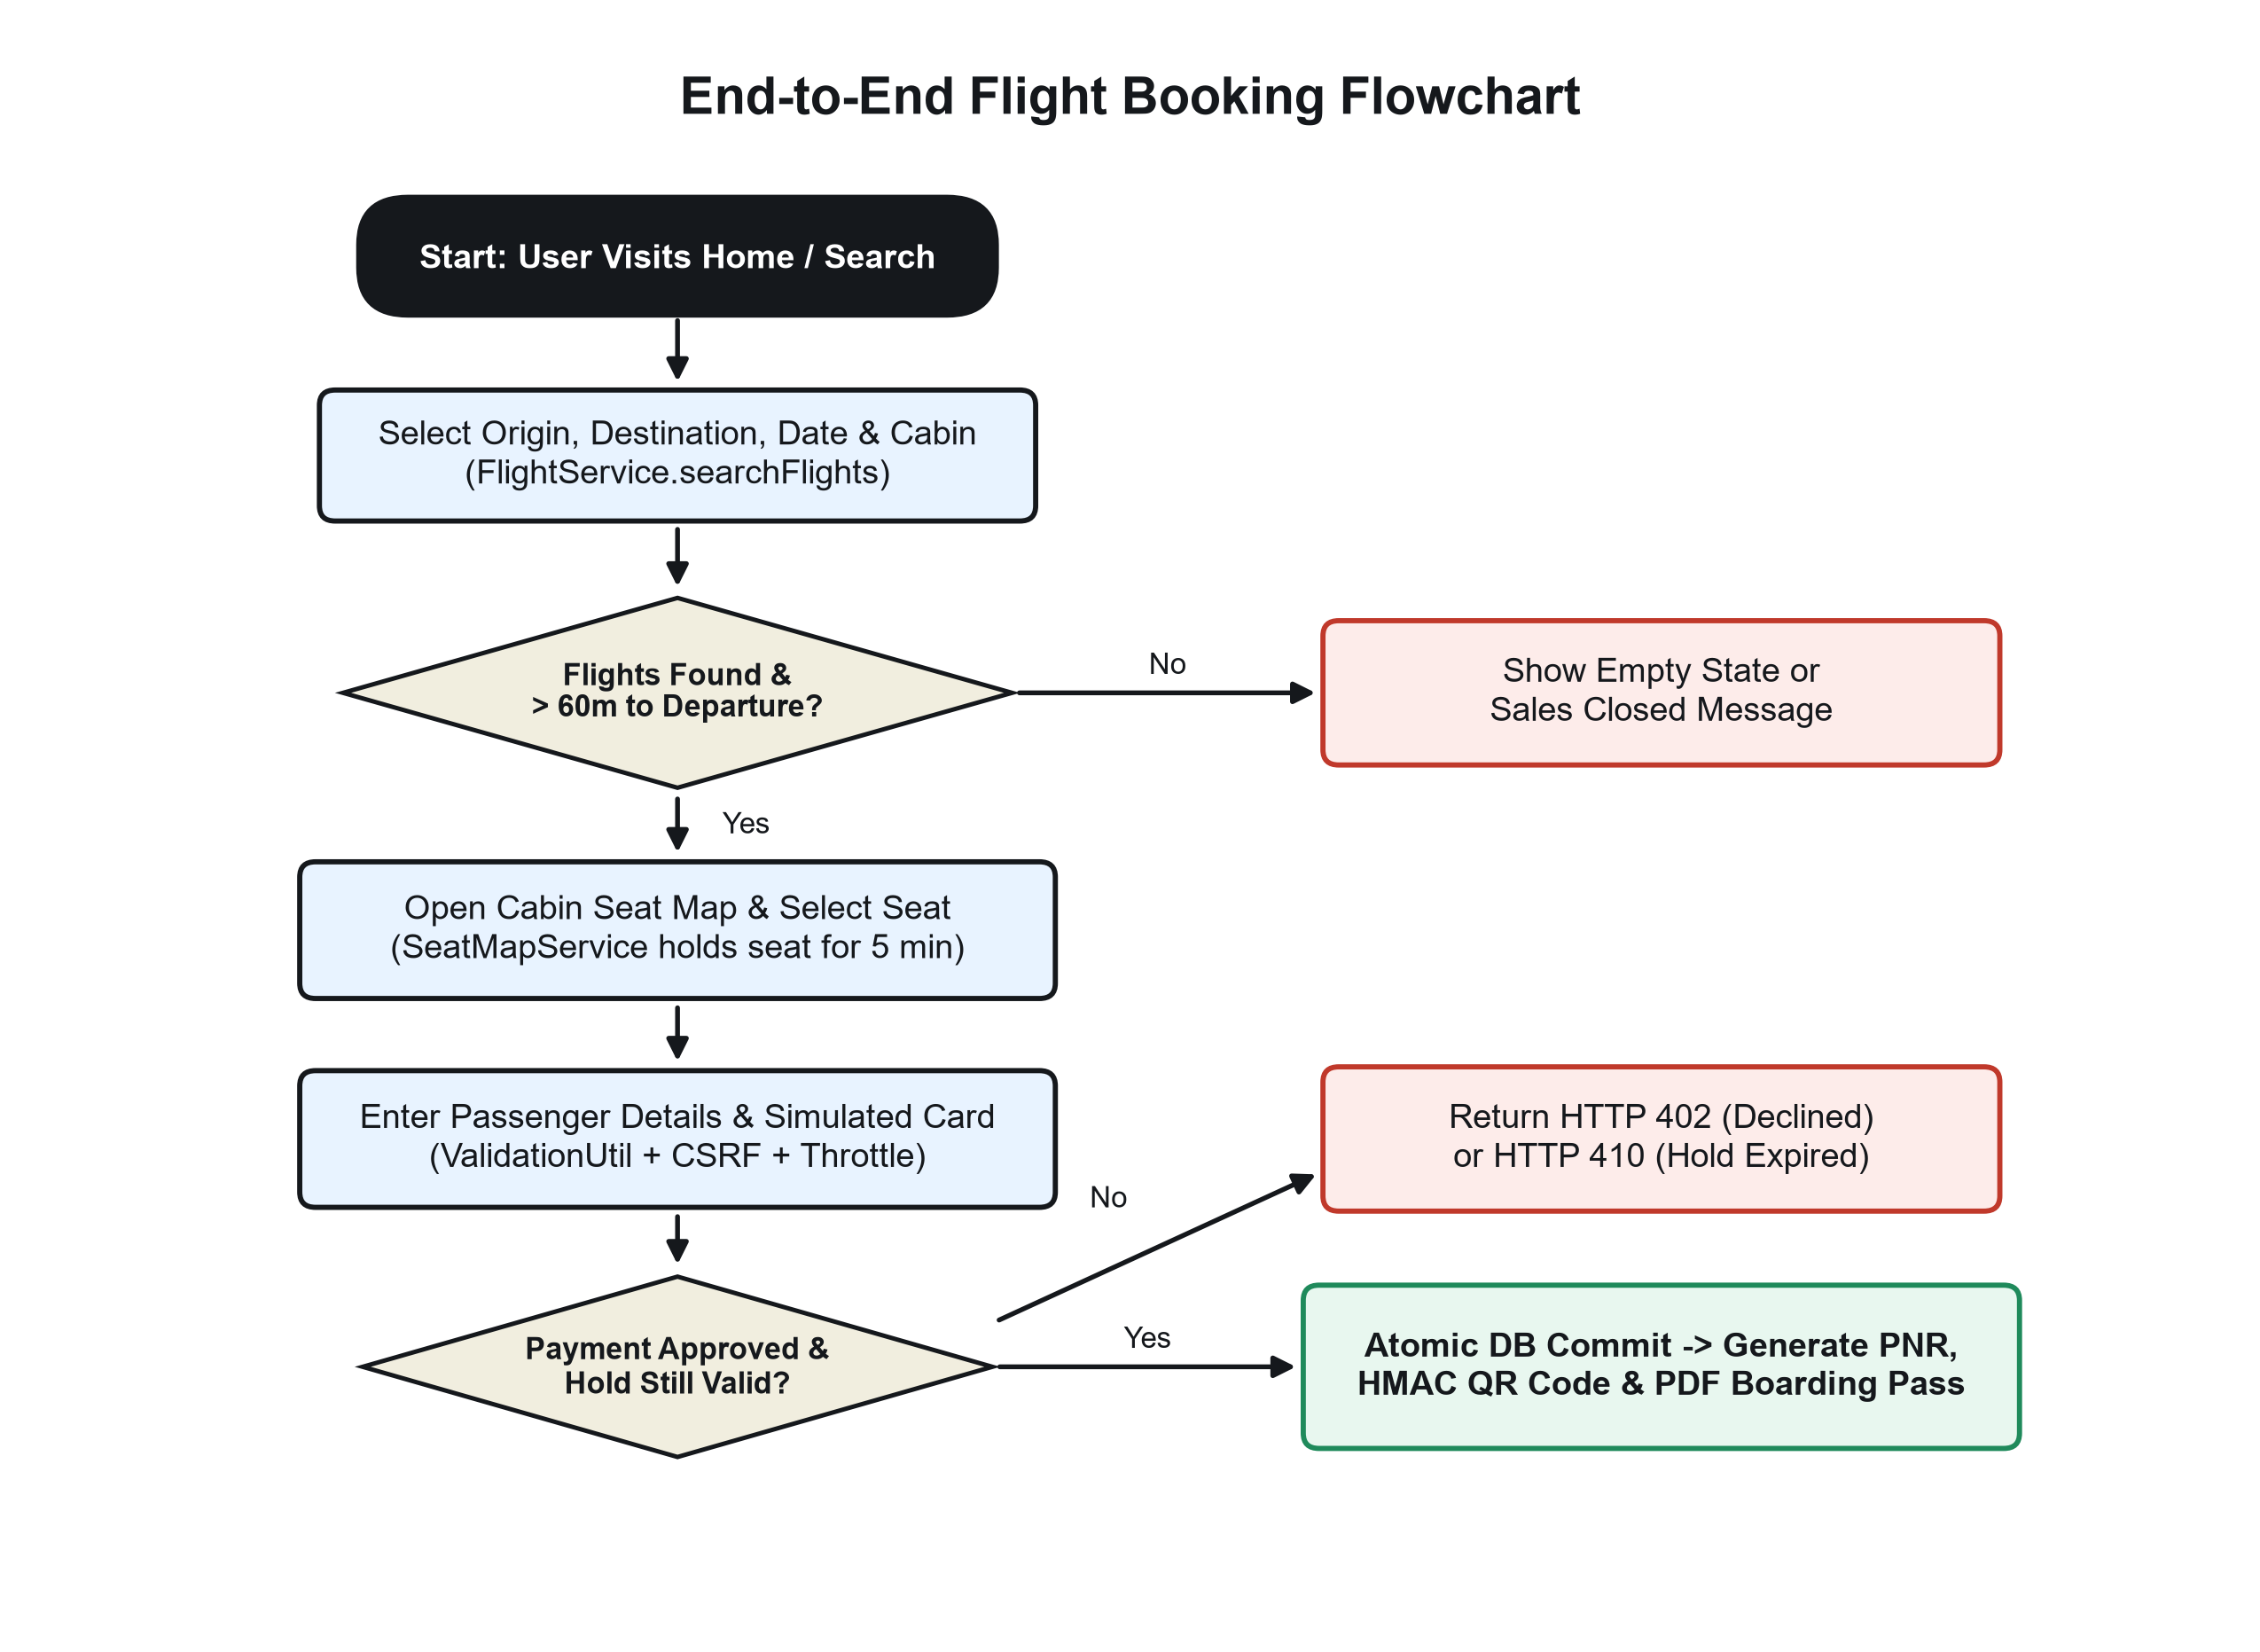 End-to-End Flight Booking Flowchart
Start: User Visits Home / Search
Select Origin, Destination, Date & Cabin
(FlightService.searchFlights)
Flights Found &
> 60m to Departure?
No
Show Empty State or
Sales Closed Message
Yes
Open Cabin Seat Map & Select Seat
(SeatMapService holds seat for 5 min)
Enter Passenger Details & Simulated Card
(ValidationUtil + CSRF + Throttle)
No
Return HTTP 402 (Declined)
or HTTP 410 (Hold Expired)
Payment Approved &
Hold Still Valid?
Yes
Atomic DB Commit -> Generate PNR,
HMAC QR Code & PDF Boarding Pass